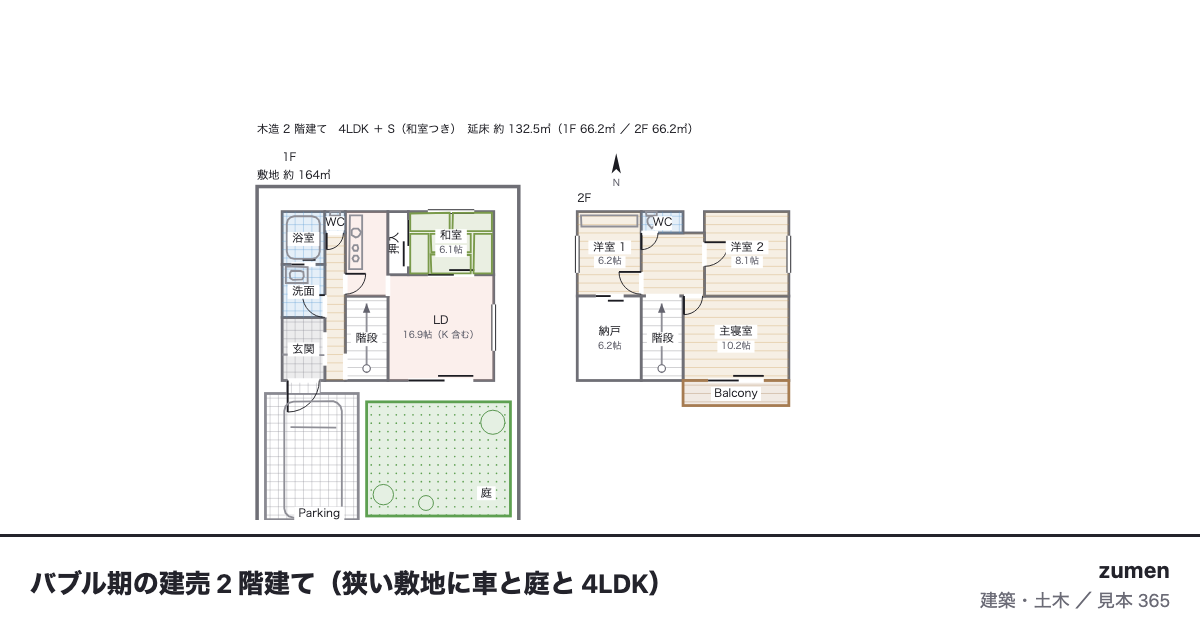 木造 2 階建て　4LDK ＋ S（和室つき）　延床 約 132.5㎡（1F 66.2㎡ ／ 2F 66.2㎡）
1F
敷地 約 164㎡
N
2F
浴室
WC
押入
和室
6.1帖
洗面
LD
16.9帖（K 含む）
階段
玄関
Parking
庭
洋室 1
6.2帖
WC
洋室 2
8.1帖
納戸
6.2帖
階段
主寝室
10.2帖
Balcony
バブル期の建売 2 階建て（狭い敷地に車と庭と 4LDK）
zumen
建築・土木 ／ 見本 365